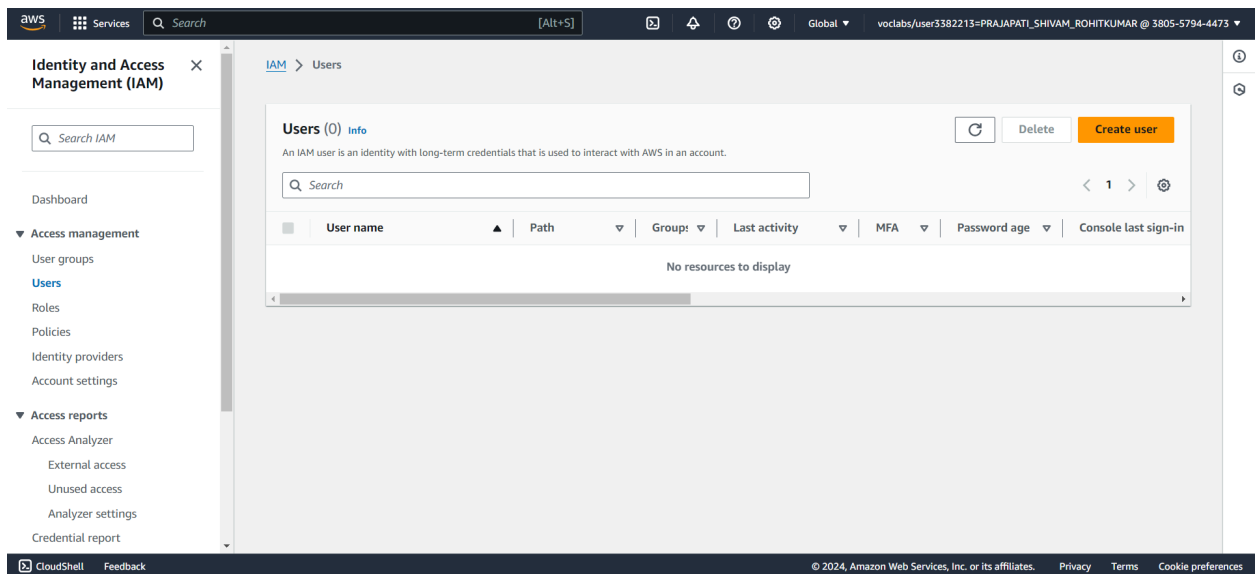 aws Services Search [Alt+S] Global voclabs/user3382213=PRAJAPATI_SHIVAM_ROHITKUMAR @ 3805-5794-4473
Identity and Access
Management (IAM)
Search IAM
Dashboard
Access management
User groups
Users
Roles
Policies
Identity providers
Account settings
Access reports
Access Analyzer
External access
Unused access
Analyzer settings
Credential report
IAM > Users
Users (0) Info
Delete Create user
An IAM user is an identity with long-term credentials that is used to interact with AWS in an account.
Search
1
User name Path Groups Last activity MFA Password age Console last sign-in
No resources to display
CloudShell Feedback © 2024, Amazon Web Services, Inc. or its affiliates. Privacy Terms Cookie preferences